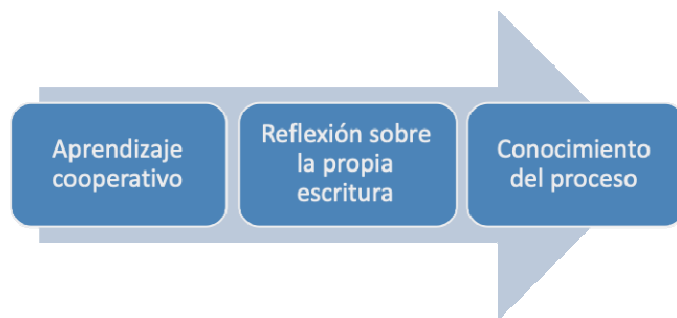 Aprendizaje
cooperativo
Reflexión sobre
la propia
escritura
Conocimiento
del proceso